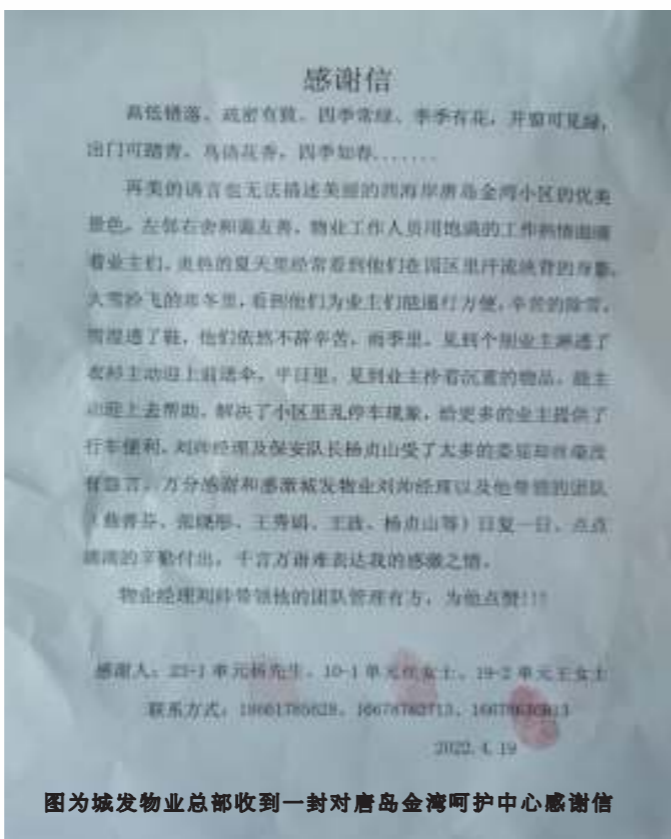 感谢信
高低错落、疏密有致、四季常绿、季季有花，开窗可见绿，
出门可踏青。鸟语花香，四季如春.......
再美的语言也无法描述美丽的西海岸唐岛金湾小区的优美
景色。左邻右舍和蔼友善，物业工作人员用饱满的工作热情温暖
着业主们。炎热的夏天里经常看到他们在园区里汗流浃背的身影，
大雪纷飞的寒冬里，看到他们为业主们能通行方便，辛苦的除雪，
雪湿透了鞋，他们依然不辞辛苦，雨季里，见到个别业主淋透了
衣衫主动迎上前送伞，平日里，见到业主拎着沉重的物品，能主
动迎上去帮助，解决了小区里乱停车现象，给更多的业主提供了
行车便利，刘帅经理及保安队长杨贞山受了太多的委屈却丝毫没
有怨言。万分感谢和感激城发物业刘帅经理以及他带领的团队
（普芬、张晓彤、王秀娟、王波、杨贞山等）日复一日、点点
滴滴的辛勤付出，千言万语难表达我的感激之情。
物业经理刘帅带领他的团队管理有方，为他点赞!!!
感谢人：23-1 单元杨先生、10-1 单元任女士、19-2 单元王女士
联系方式：
2022.4.19
图为城发物业总部收到一封对唐岛金湾呵护中心感谢信